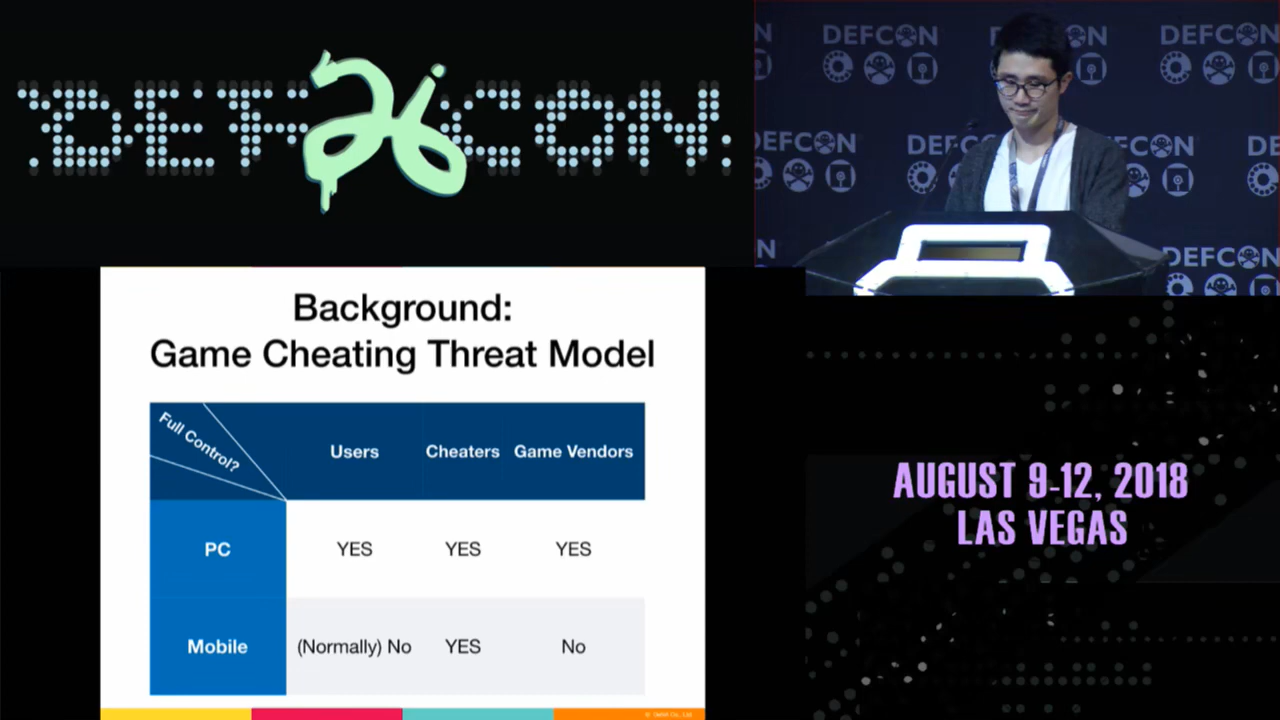 DEF 26 CON
DEFCON
Background:
Game Cheating Threat Model
Full Control?
Users
Cheaters
Game Vendors
PC
YES
YES
YES
Mobile
(Normally) No
YES
No
AUGUST 9-12, 2018
LAS VEGAS